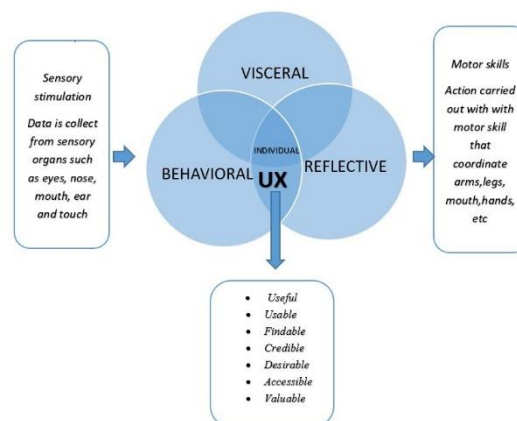 Sensory
stimulation
Data is collect
from sensory
organs such
as eyes, nose,
mouth, ear
and touch
VISCERAL
INDIVIDUAL
BEHAVIORAL
REFLECTIVE
UX
Motor skills
Action carried
out with with
motor skill
that
coordinate
arms,legs,
mouth,hands,
etc
• Useful
• Usable
• Findable
• Credible
• Desirable
• Accessible
• Valuable